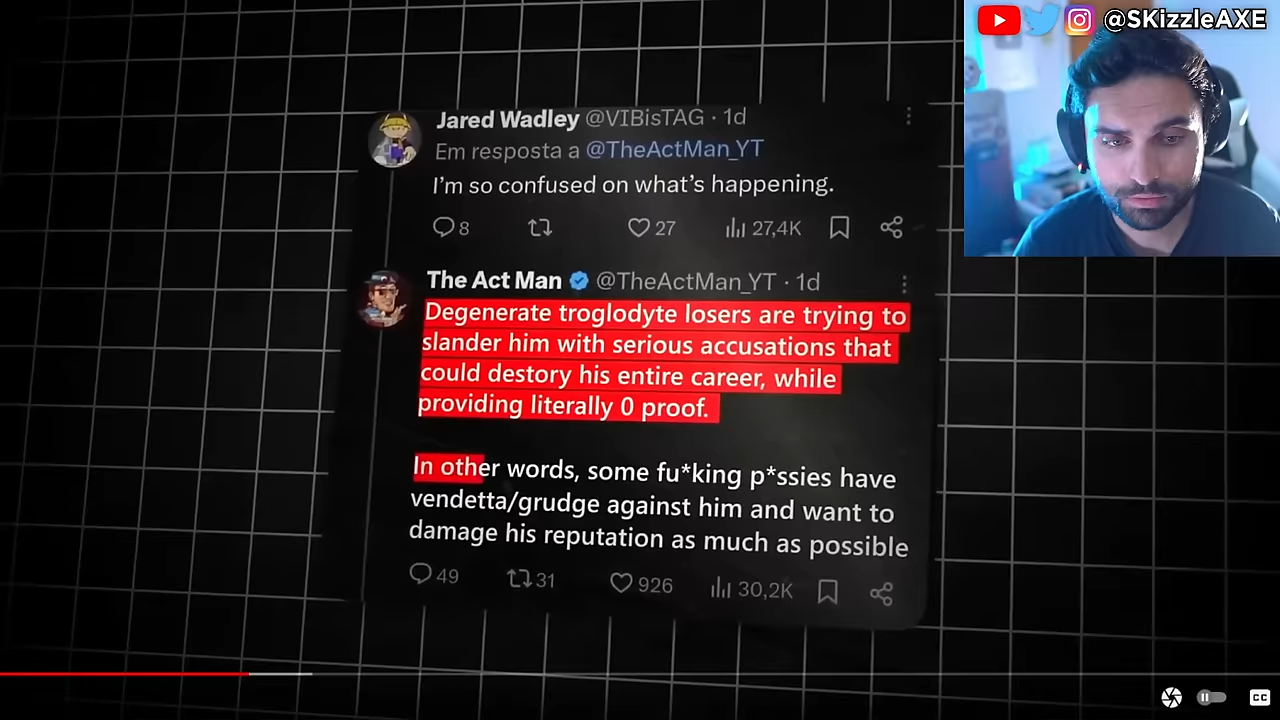 @SKizzleAXE
Jared Wadley @VIBisTAG · 1d
Em resposta a @TheActMan_YT
I'm so confused on what's happening.
8 27 27,4K
The Act Man @TheActMan_YT · 1d
Degenerate troglodyte losers are trying to
slander him with serious accusations that
could destory his entire career, while
providing literally 0 proof.
In other words, some fu*king p*ssies have
vendetta/grudge against him and want to
damage his reputation as much as possible
49 31 926 30,2K
CC